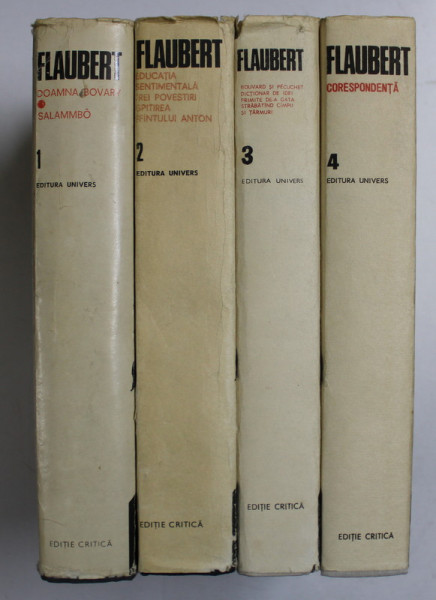 FLAUBERT
DOAMNA BOVARY
SALAMMBÔ
1
EDITURA UNIVERS
EDIȚIE CRITICĂ
FLAUBERT
EDUCAȚIA
SENTIMENTALĂ
TREI POVESTIRI
ISPITIREA
SFÎNTULUI ANTON
2
EDITURA UNIVERS
EDIȚIE CRITICĂ
FLAUBERT
BOUVARD ȘI PÉCUCHET
DICȚIONAR DE IDEI
PRIMITE DE-A GATA
STRĂBĂTÎND CÎMPII
ȘI ȚĂRMURI
3
EDITURA UNIVERS
EDIȚIE CRITICĂ
FLAUBERT
CORESPONDENȚĂ
4
EDITURA UNIVERS
EDIȚIE CRITICĂ